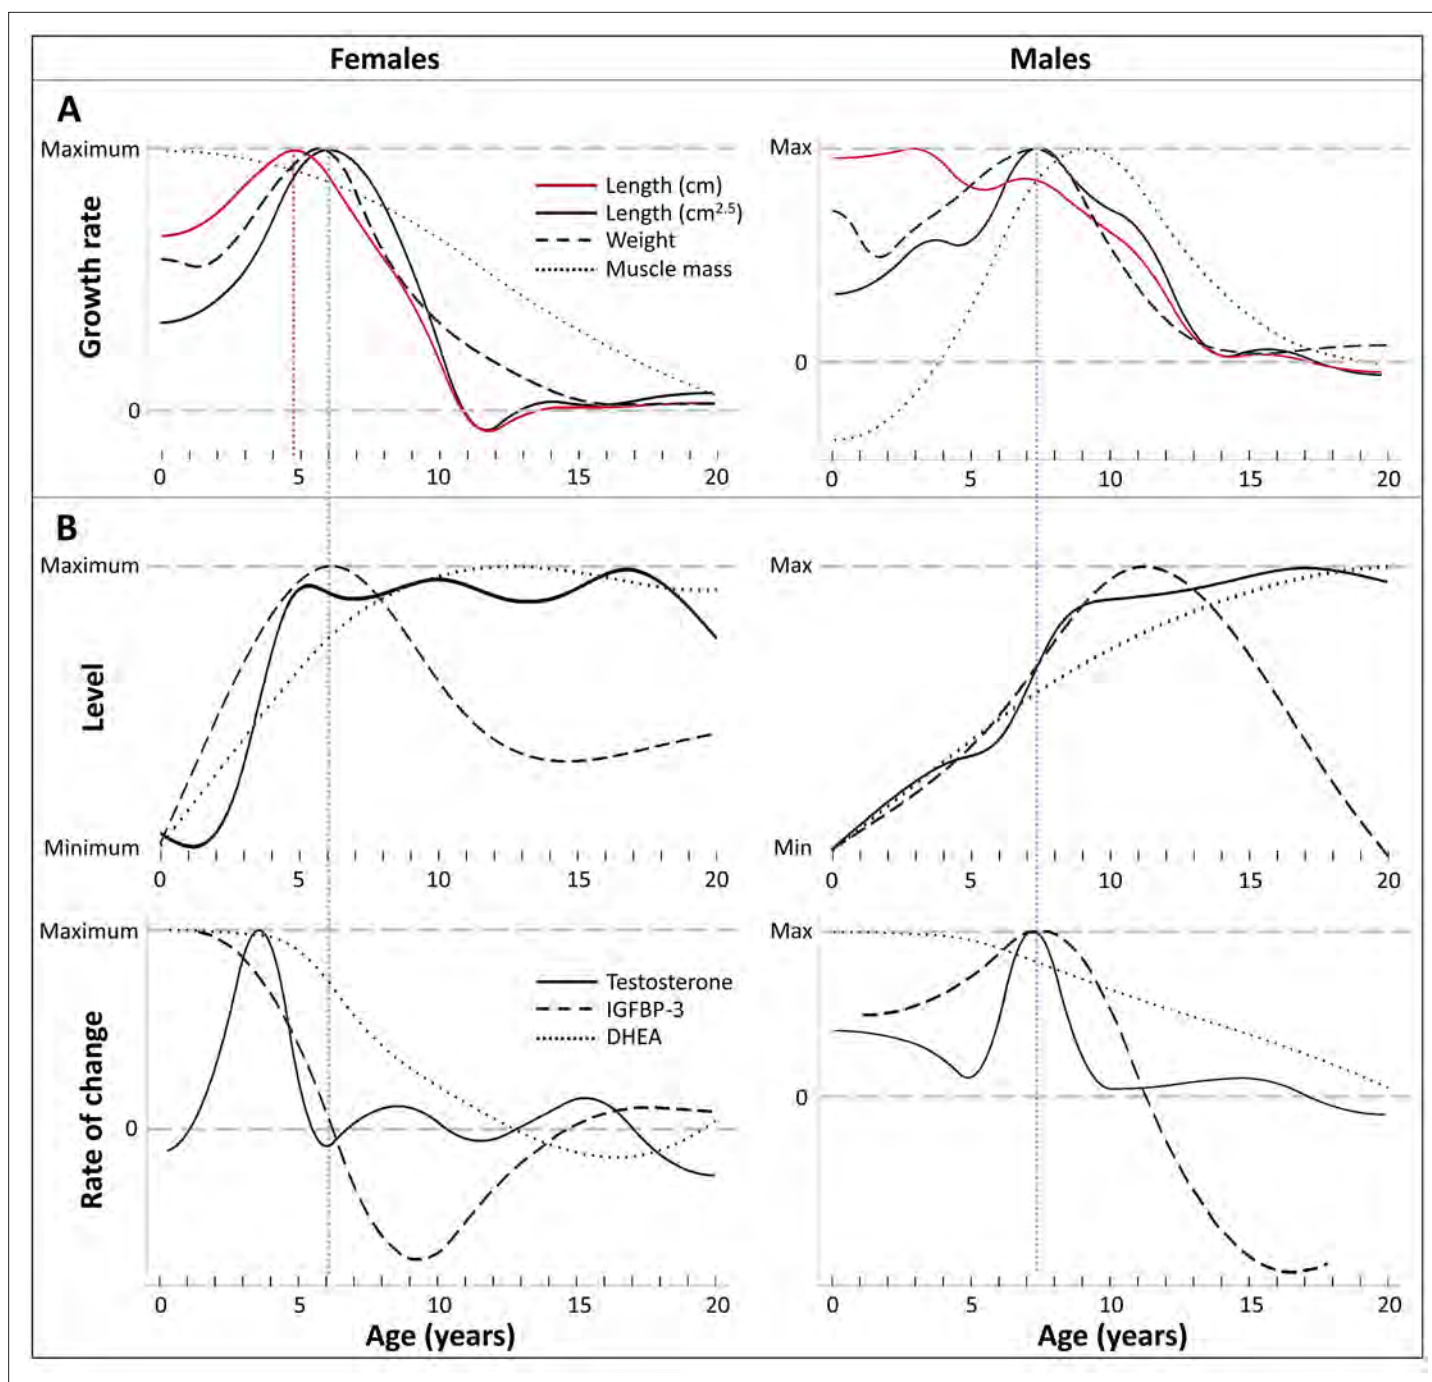 Females Males
A
Maximum
0
Growth rate
Length (cm)
Length (cm2.5)
Weight
Muscle mass
0 5 10 15 20
Max
0
0 5 10 15 20
B
Maximum
Level
Minimum
0 5 10 15 20
Max
Min
0 5 10 15 20
Maximum
0
Rate of change
Testosterone
IGFBP-3
DHEA
0 5 10 15 20
Age (years)
Max
0
0 5 10 15 20
Age (years)